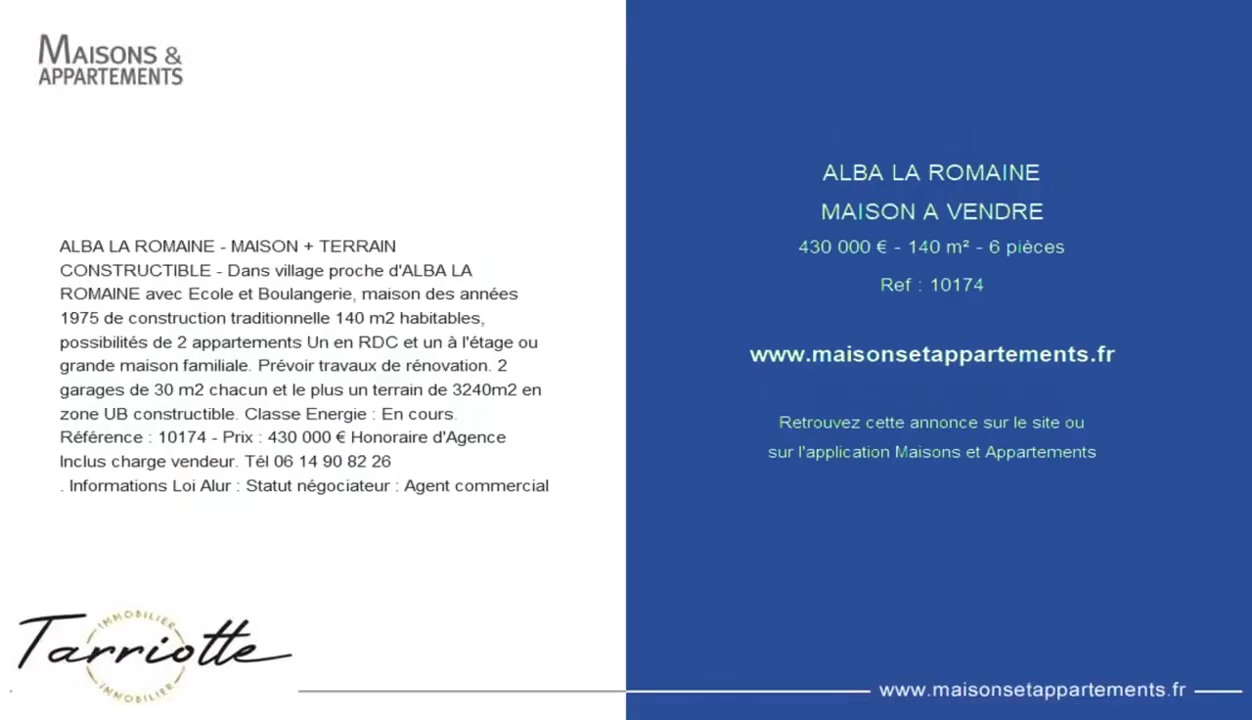 MAISONS &
APPARTEMENTS
ALBA LA ROMAINE - MAISON + TERRAIN
CONSTRUCTIBLE - Dans village proche d'ALBA LA
ROMAINE avec Ecole et Boulangerie, maison des années
1975 de construction traditionnelle 140 m2 habitables,
possibilités de 2 appartements Un en RDC et un à l'étage ou
grande maison familiale. Prévoir travaux de rénovation. 2
garages de 30 m2 chacun et le plus un terrain de 3240m2 en
zone UB constructible. Classe Energie : En cours.
Référence : 10174 - Prix : 430 000 € Honoraire d'Agence
Inclus charge vendeur. Tél 06 14 90 82 26
. Informations Loi Alur : Statut négociateur : Agent commercial
IMMOBILIER
Tarriotte
IMMOBILIER
ALBA LA ROMAINE
MAISON A VENDRE
430 000 € - 140 m² - 6 pièces
Ref : 10174
www.maisonsetappartements.fr
Retrouvez cette annonce sur le site ou
sur l'application Maisons et Appartements
www.maisonsetappartements.fr